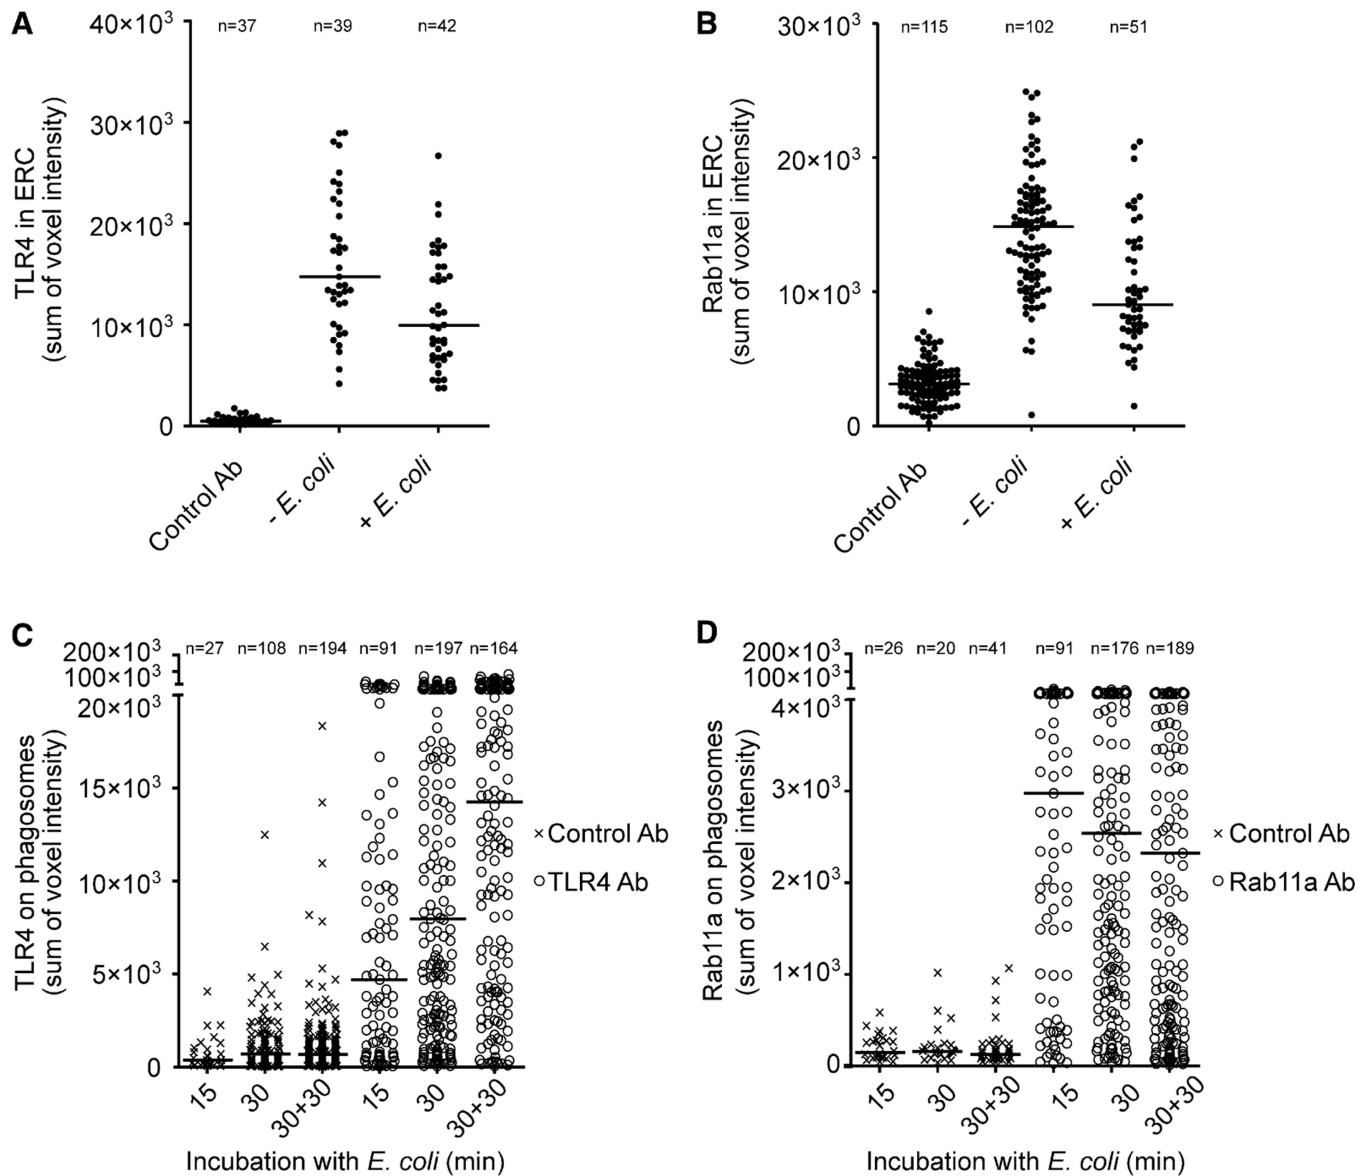 A
n=37 n=39 n=42
40×10³
30×10³
20×10³
10×10³
0
TLR4 in ERC
(sum of voxel intensity)
Control Ab
- E. coli
+ E. coli
B
n=115 n=102 n=51
30×10³
20×10³
10×10³
0
Rab11a in ERC
(sum of voxel intensity)
Control Ab
- E. coli
+ E. coli
C
n=27 n=108 n=194 n=91 n=197 n=164
200×10³
100×10³
20×10³
15×10³
10×10³
5×10³
0
TLR4 on phagosomes
(sum of voxel intensity)
× Control Ab
○ TLR4 Ab
15 30 30+30 15 30 30+30
Incubation with E. coli (min)
D
n=26 n=20 n=41 n=91 n=176 n=189
200×10³
100×10³
4×10³
3×10³
2×10³
1×10³
0
Rab11a on phagosomes
(sum of voxel intensity)
× Control Ab
○ Rab11a Ab
15 30 30+30 15 30 30+30
Incubation with E. coli (min)